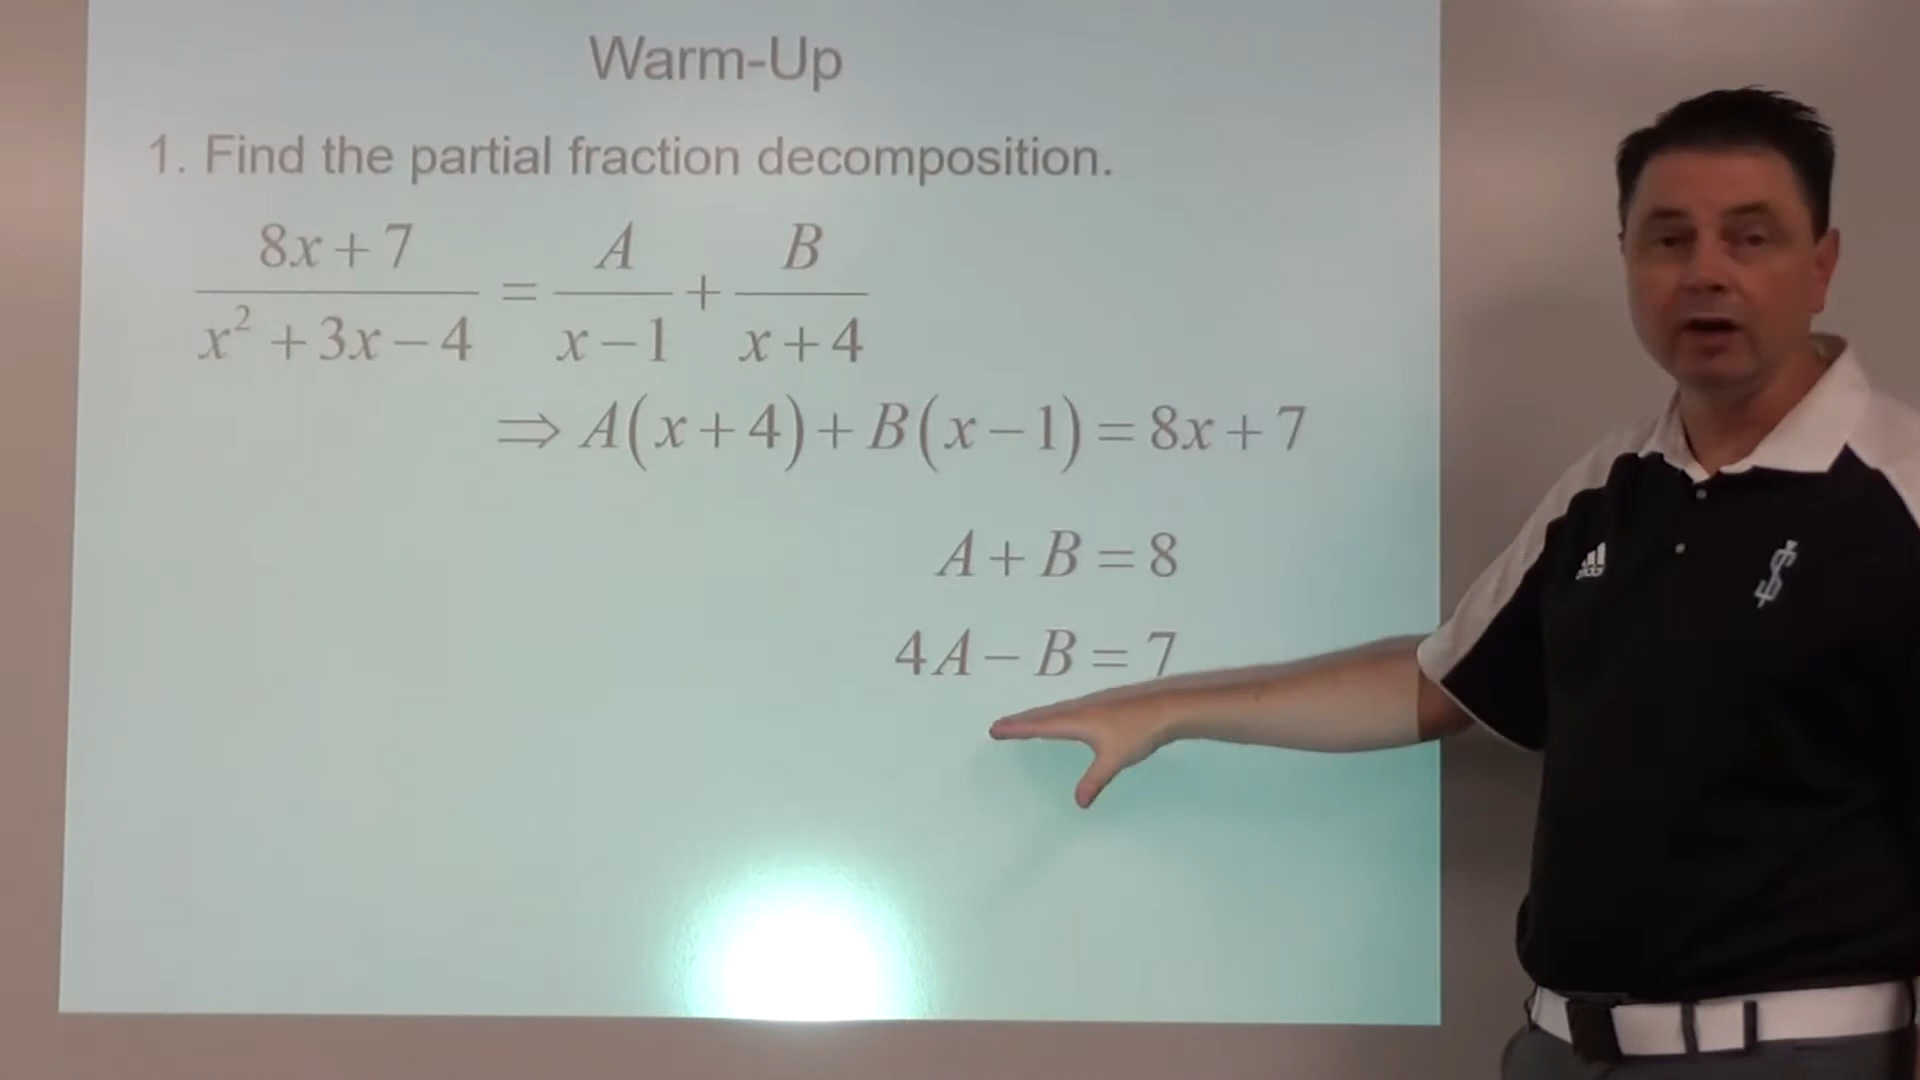 Warm-Up
1. Find the partial fraction decomposition.
(8x + 7)/(x² + 3x − 4) = A/(x − 1) + B/(x + 4)
⇒ A(x + 4) + B(x − 1) = 8x + 7
A + B = 8
4A − B = 7